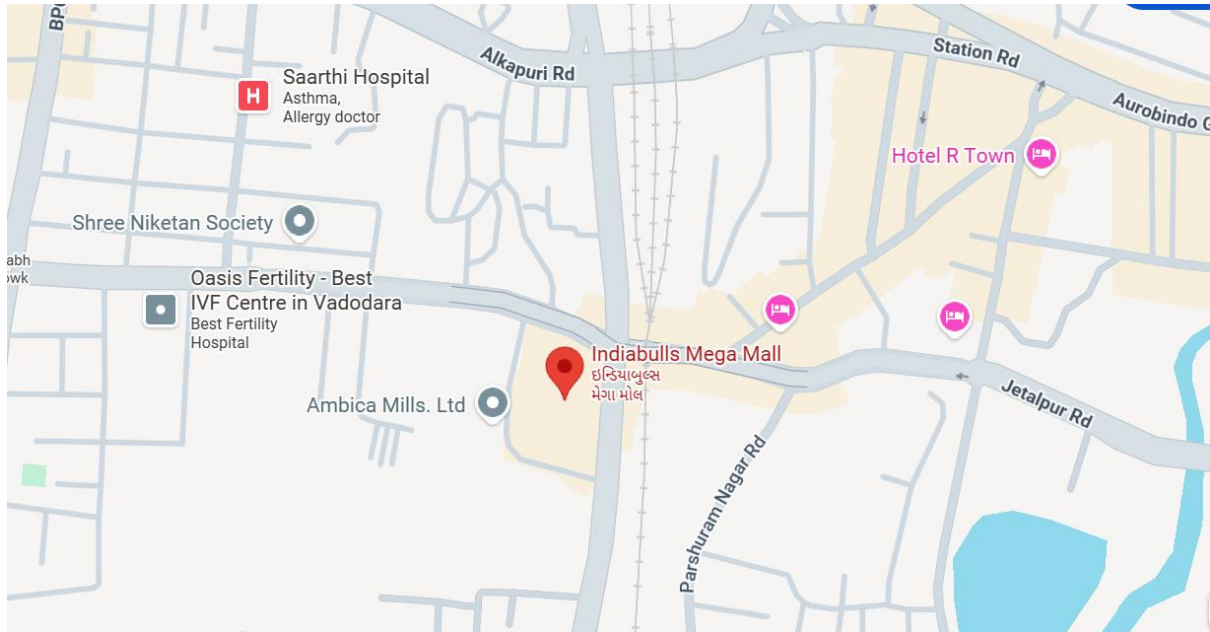 BPC
Alkapuri Rd
Station Rd
Saarthi Hospital
Asthma,
Allergy doctor
H
Aurobindo G
Hotel R Town
Shree Niketan Society
abh
owk
Oasis Fertility - Best
IVF Centre in Vadodara
Best Fertility
Hospital
Indiabulls Mega Mall
ઇન્ડિયાબુલ્સ
મેગા મોલ
Ambica Mills. Ltd
Jetalpur Rd
Parshuram Nagar Rd